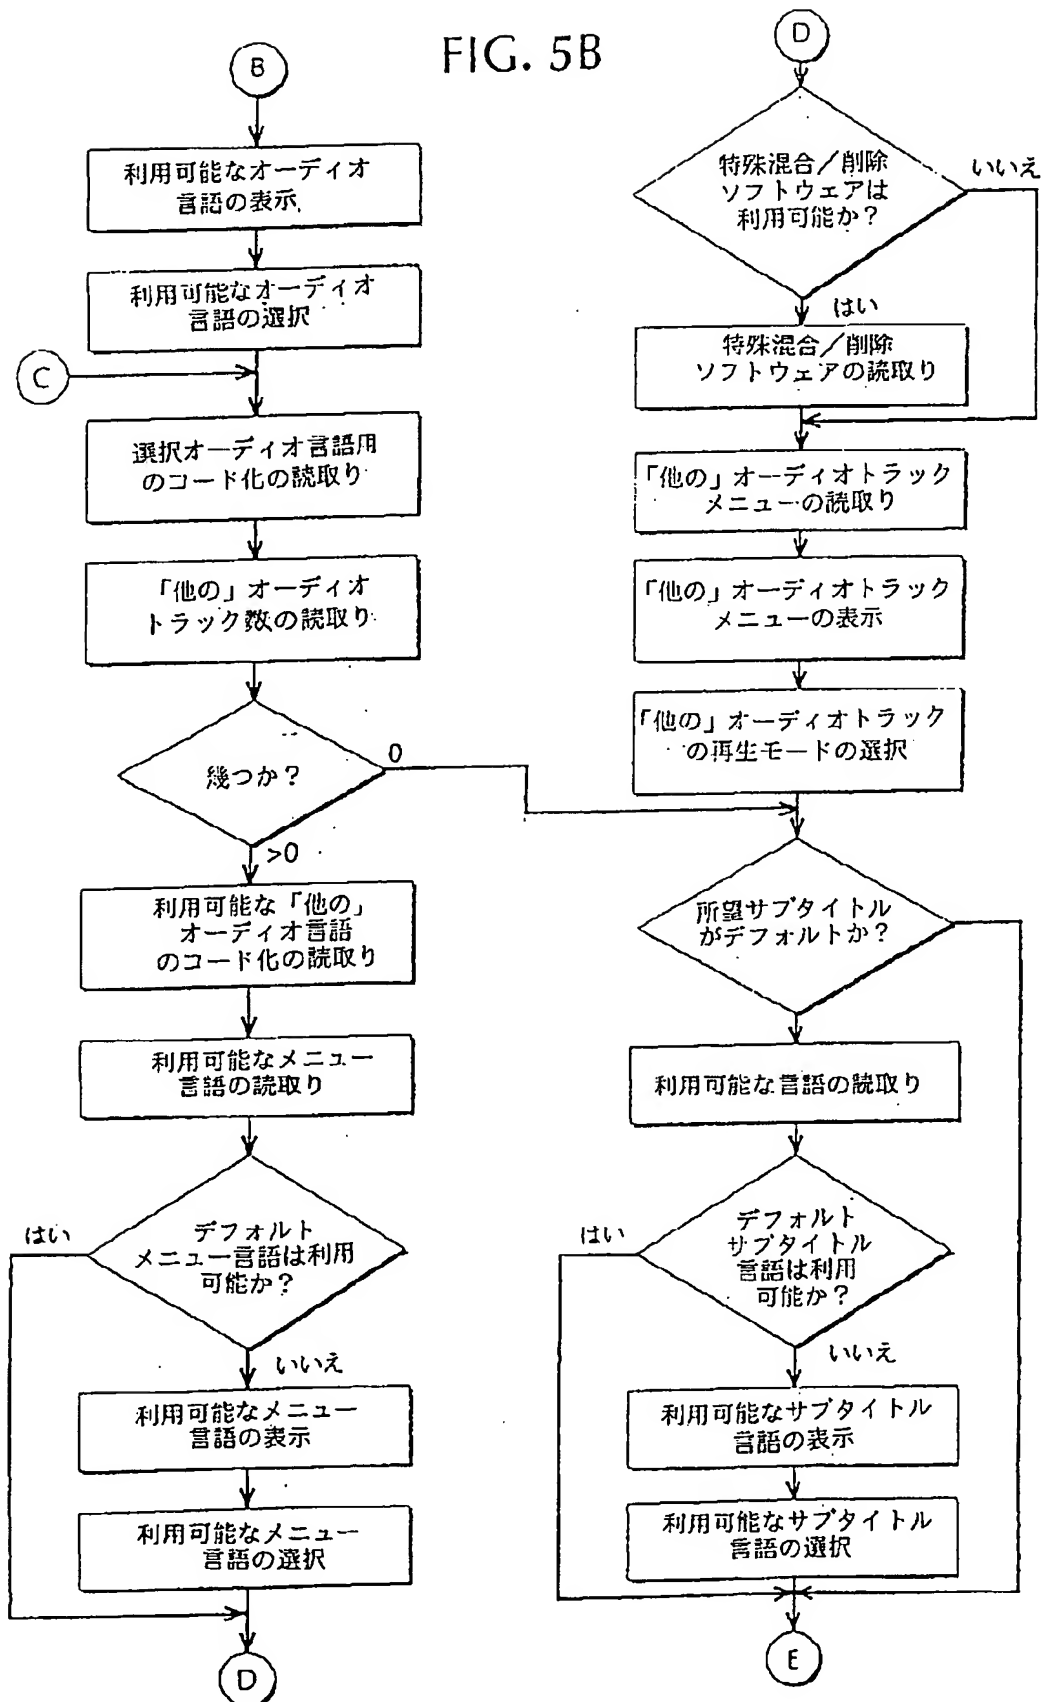 FIG. 5B
B
利用可能なオーディオ
言語の表示
利用可能なオーディオ
言語の選択
C
選択オーディオ言語用
のコード化の読取り
「他の」オーディオ
トラック数の読取り
幾つか？
0
>0
利用可能な「他の」
オーディオ言語
のコード化の読取り
利用可能なメニュー
言語の読取り
デフォルト
メニュー言語は利用
可能か？
はい
いいえ
利用可能なメニュー
言語の表示
利用可能なメニュー
言語の選択
D
D
特殊混合／削除
ソフトウェアは
利用可能か？
いいえ
はい
特殊混合／削除
ソフトウェアの読取り
「他の」オーディオトラック
メニューの読取り
「他の」オーディオトラック
メニューの表示
「他の」オーディオトラック
の再生モードの選択
所望サブタイトル
がデフォルトか？
利用可能な言語の読取り
デフォルト
サブタイトル
言語は利用
可能か？
はい
いいえ
利用可能なサブタイトル
言語の表示
利用可能なサブタイトル
言語の選択
E